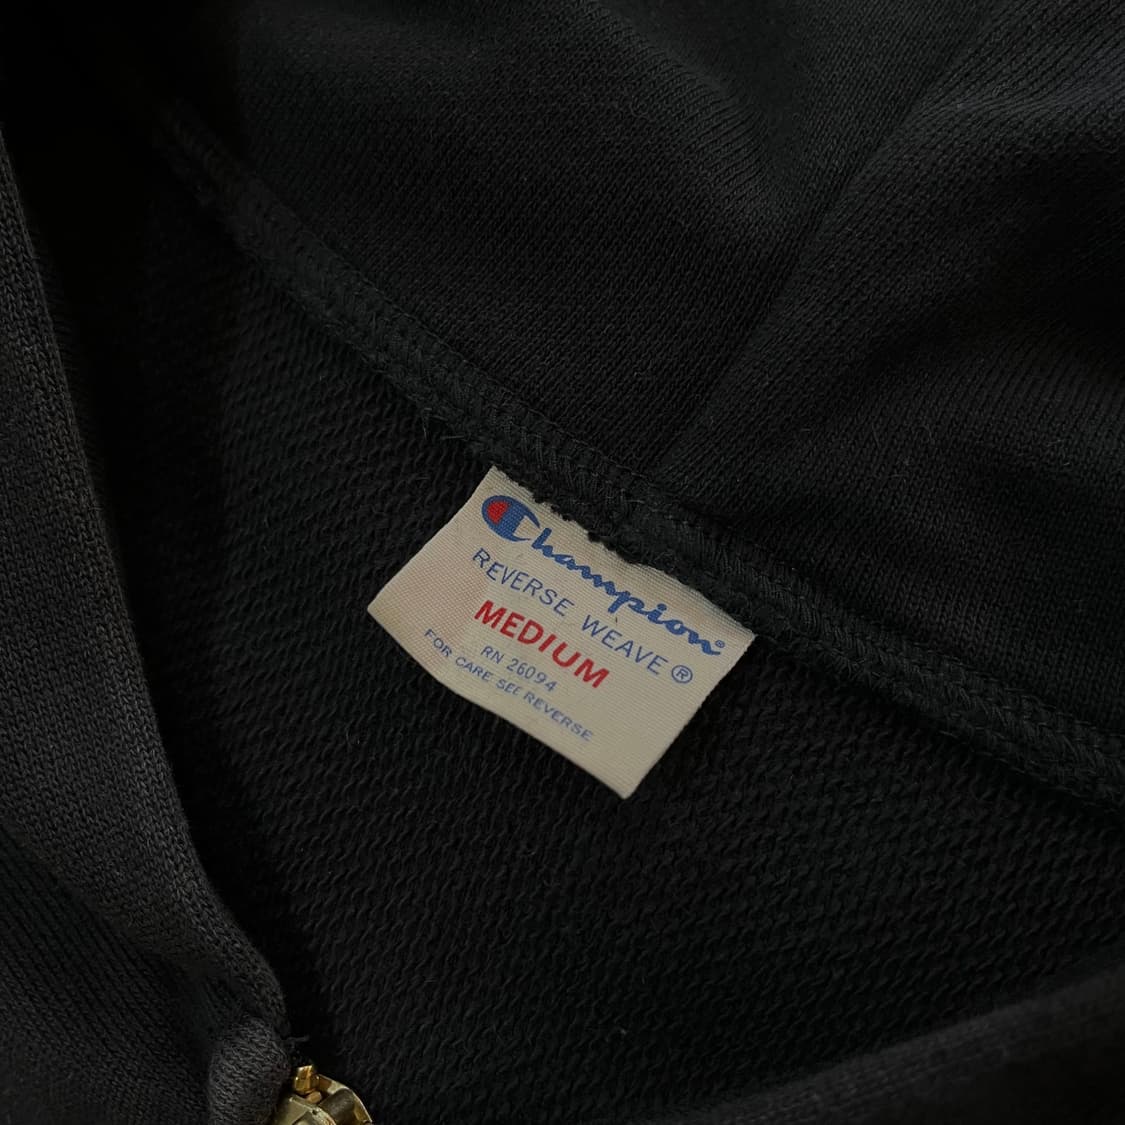 Champion®
REVERSE WEAVE ®
MEDIUM
RN 26094
FOR CARE SEE REVERSE